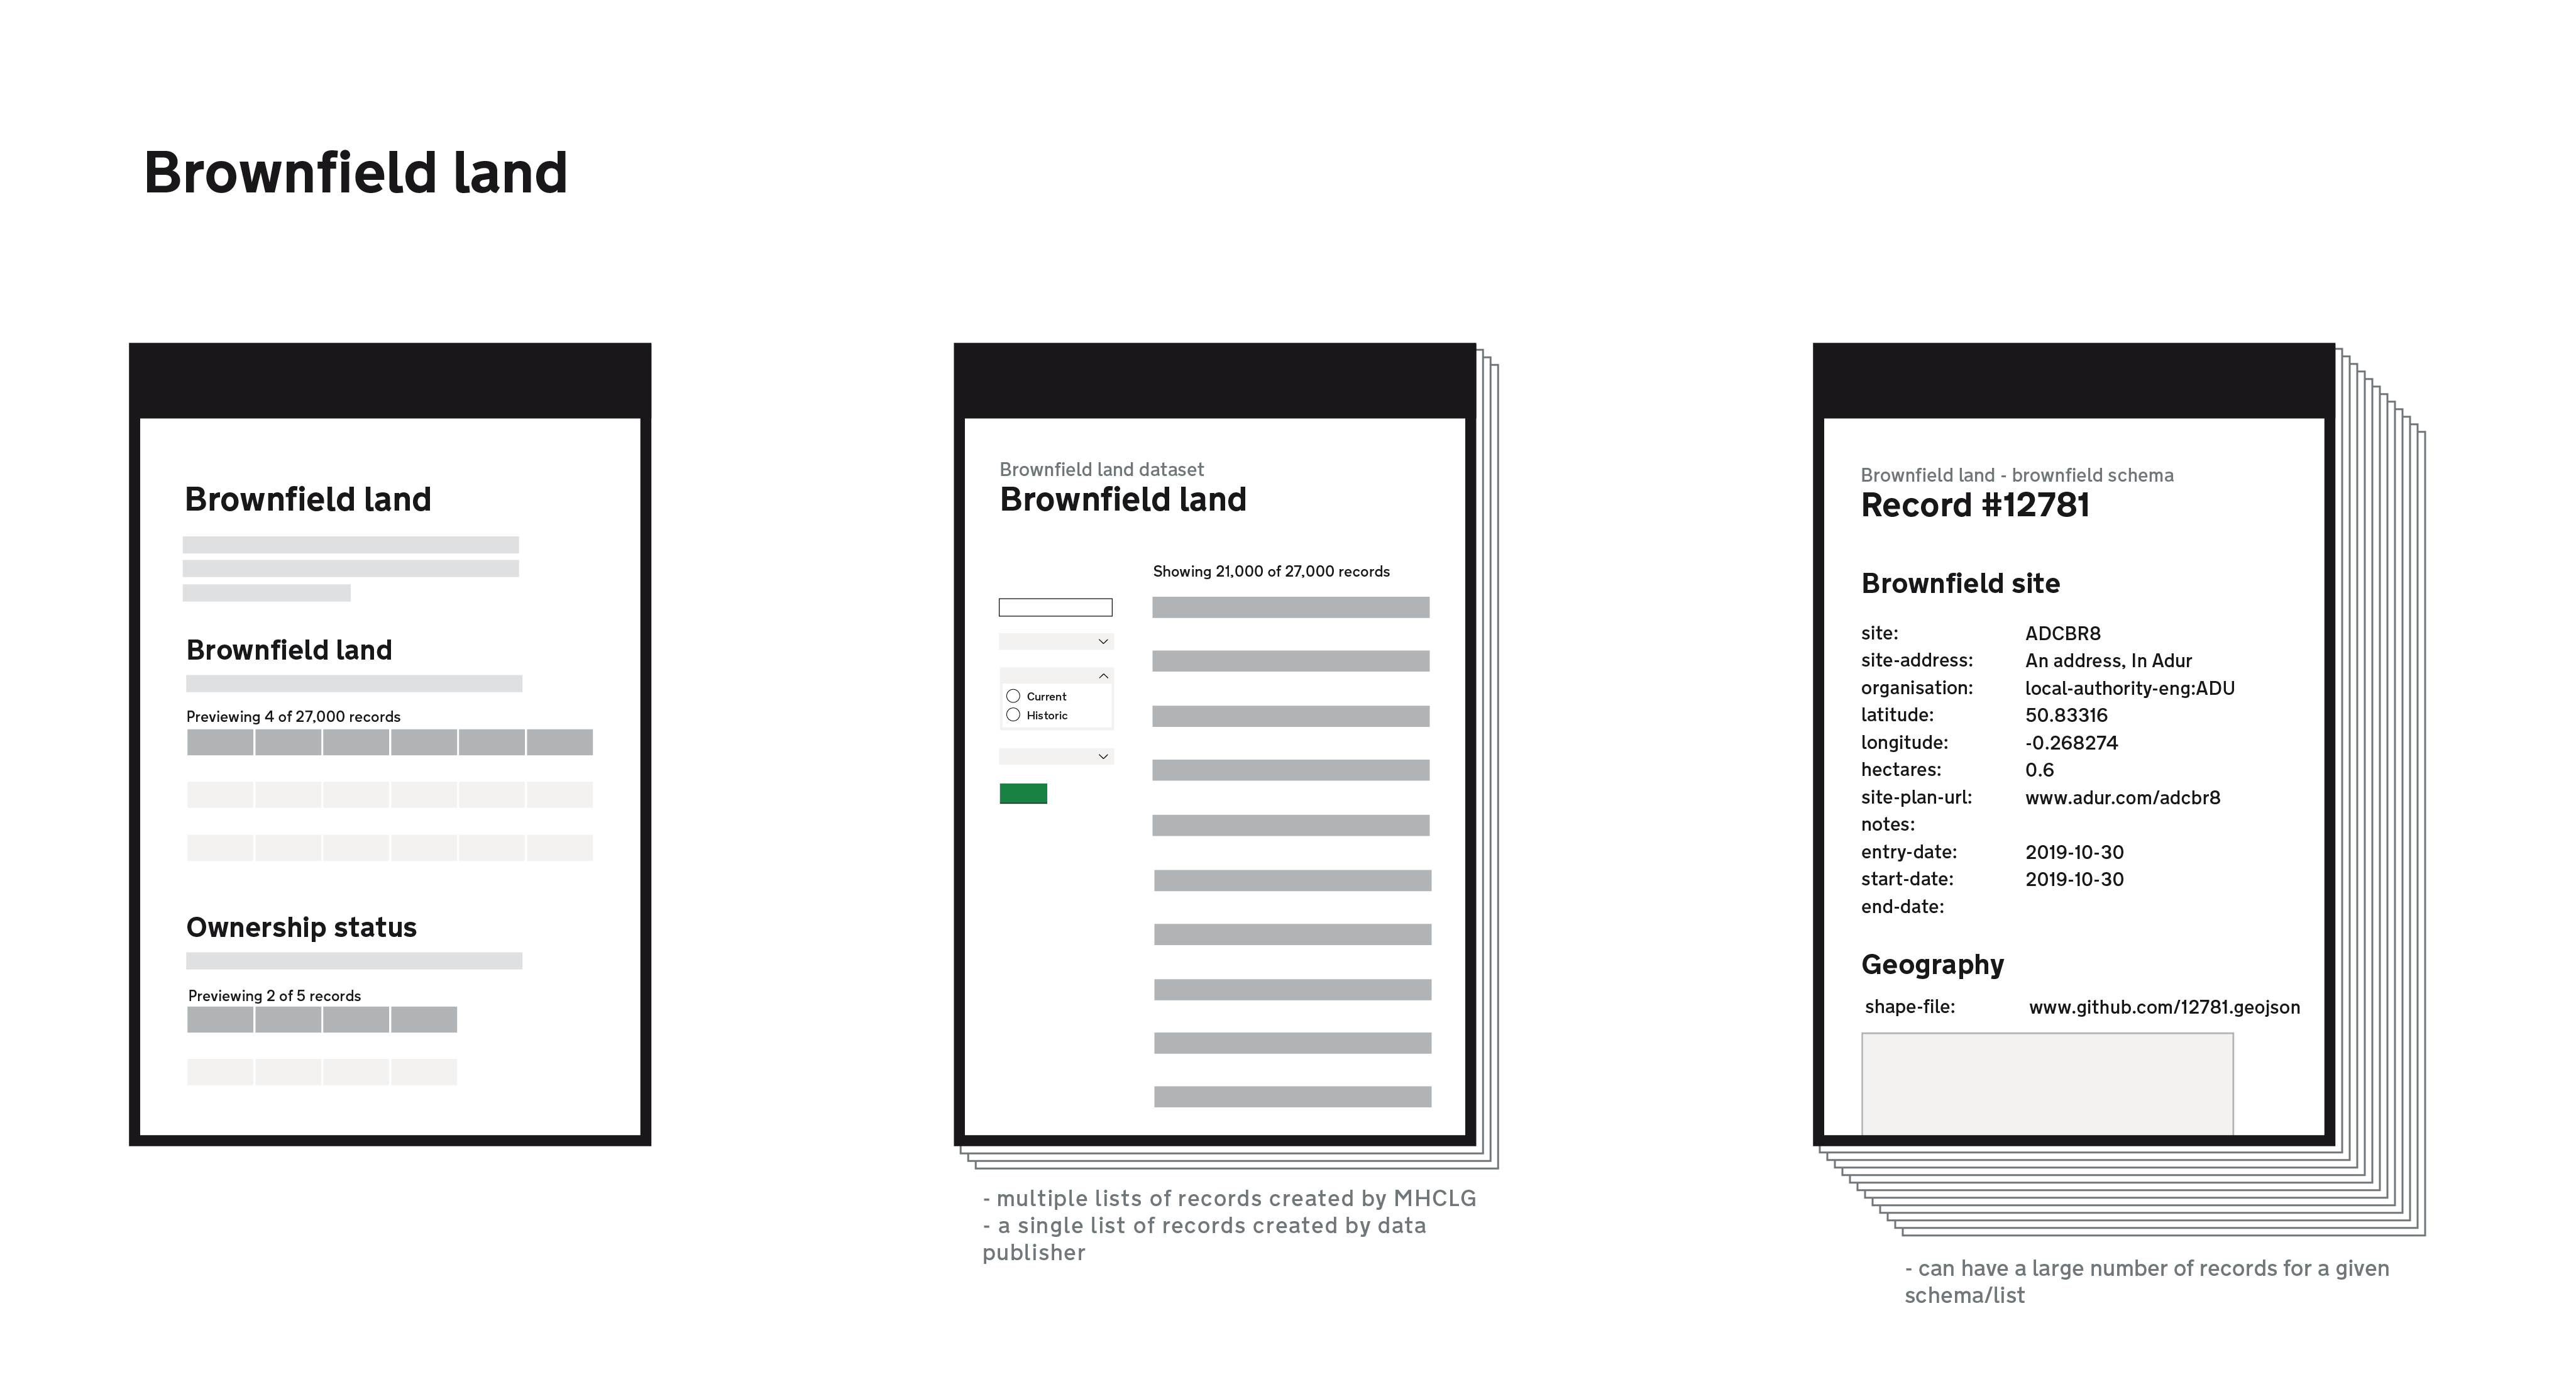 Brownfield land
Brownfield land
Brownfield land
Previewing 4 of 27,000 records
Ownership status
Previewing 2 of 5 records
Brownfield land dataset
Brownfield land
Showing 21,000 of 27,000 records
Current
Historic
- multiple lists of records created by MHCLG
- a single list of records created by data
publisher
Brownfield land - brownfield schema
Record #12781
Brownfield site
site: ADCBR8
site-address: An address, In Adur
organisation: local-authority-eng:ADU
latitude: 50.83316
longitude: -0.268274
hectares: 0.6
site-plan-url: www.adur.com/adcbr8
notes:
entry-date: 2019-10-30
start-date: 2019-10-30
end-date:
Geography
shape-file: www.github.com/12781.geojson
- can have a large number of records for a given
schema/list